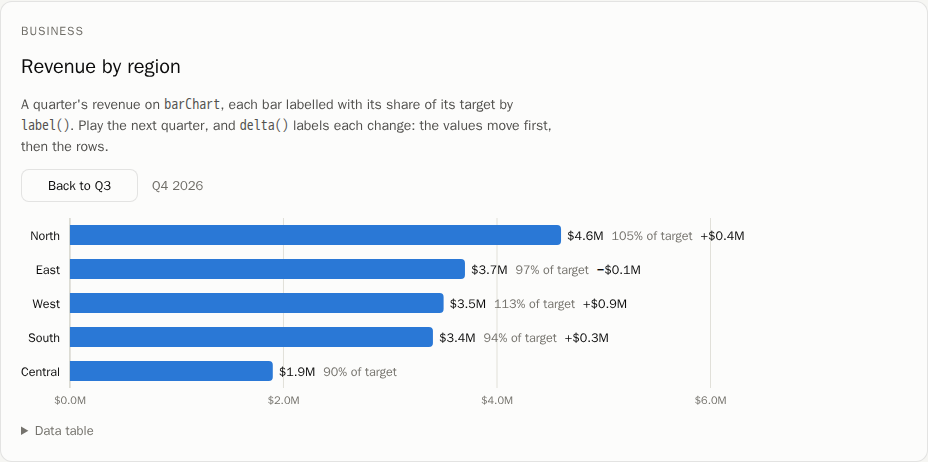 BUSINESS
Revenue by region
A quarter's revenue on barChart, each bar labelled with its share of its target by
label(). Play the next quarter, and delta() labels each change: the values move first,
then the rows.
Back to Q3 Q4 2026
North $4.6M 105% of target +$0.4M
East $3.7M 97% of target −$0.1M
West $3.5M 113% of target +$0.9M
South $3.4M 94% of target +$0.3M
Central $1.9M 90% of target
$0.0M $2.0M $4.0M $6.0M
Data table